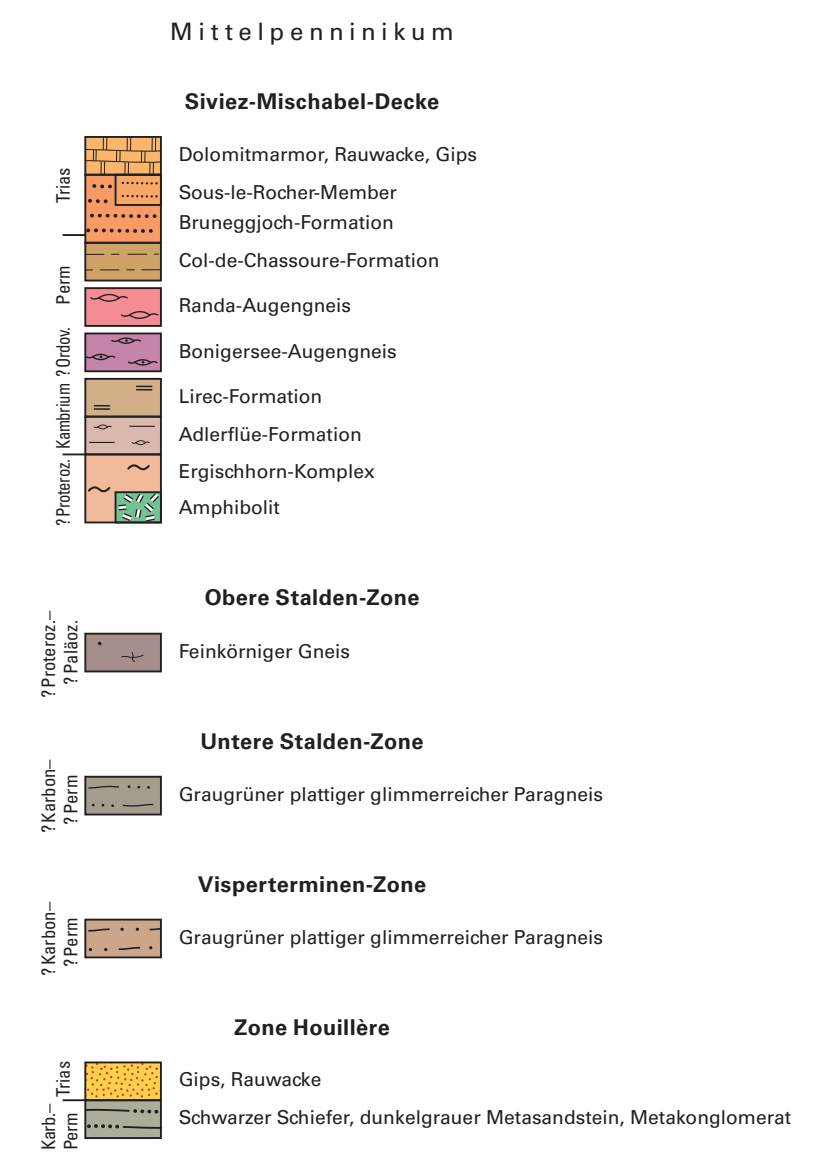 Mittelpenninikum
Siviez-Mischabel-Decke
Trias
Dolomitmarmor, Rauwacke, Gips
Sous-le-Rocher-Member
Bruneggjoch-Formation
Perm
Col-de-Chassoure-Formation
Randa-Augengneis
? Ordov.
Bonigersee-Augengneis
Kambrium
Lirec-Formation
Adlerflüe-Formation
? Proteroz.
Ergischhorn-Komplex
Amphibolit
Obere Stalden-Zone
? Proteroz.–
? Paläoz.
Feinkörniger Gneis
Untere Stalden-Zone
? Karbon–
? Perm
Graugrüner plattiger glimmerreicher Paragneis
Visperterminen-Zone
? Karbon–
? Perm
Graugrüner plattiger glimmerreicher Paragneis
Zone Houillère
Trias
Gips, Rauwacke
Karb.–
Perm
Schwarzer Schiefer, dunkelgrauer Metasandstein, Metakonglomerat